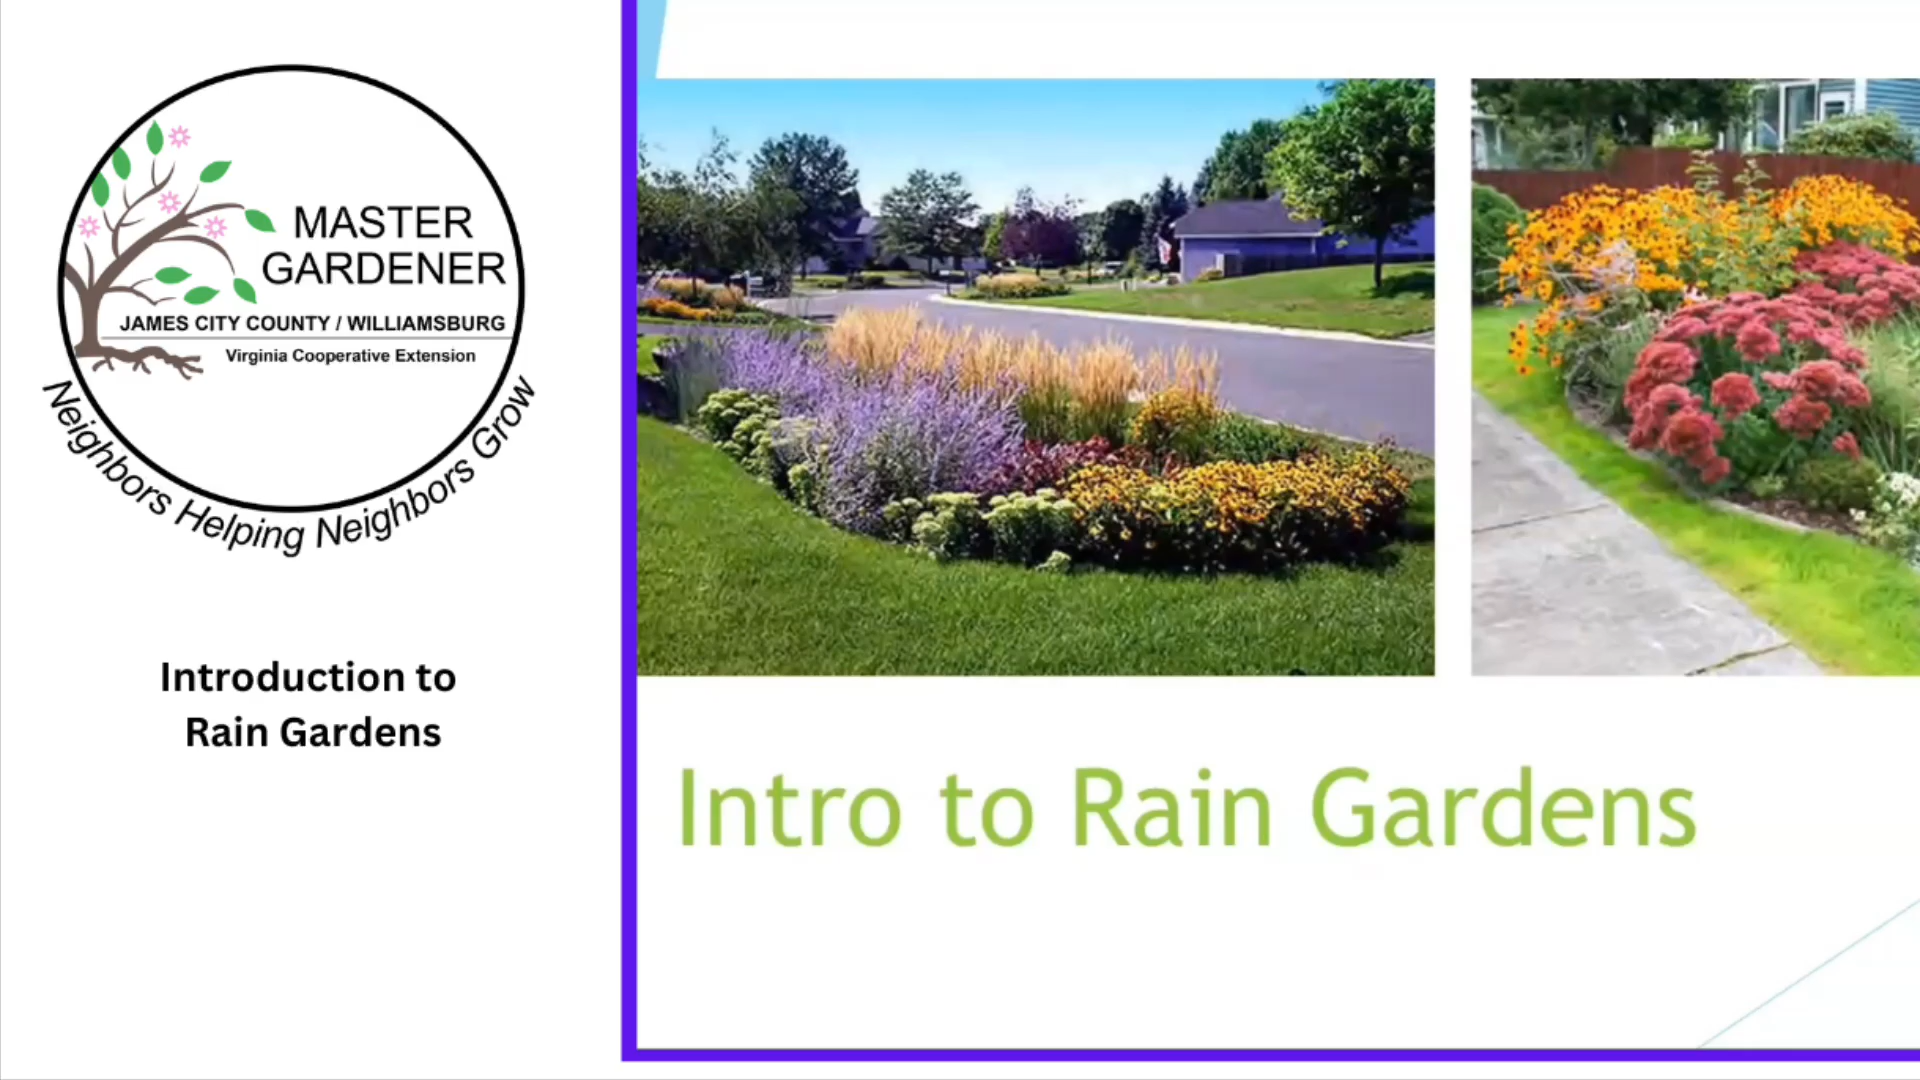 MASTER
GARDENER
JAMES CITY COUNTY / WILLIAMSBURG
Virginia Cooperative Extension
Neighbors Helping Neighbors Grow
Introduction to
Rain Gardens
Intro to Rain Gardens